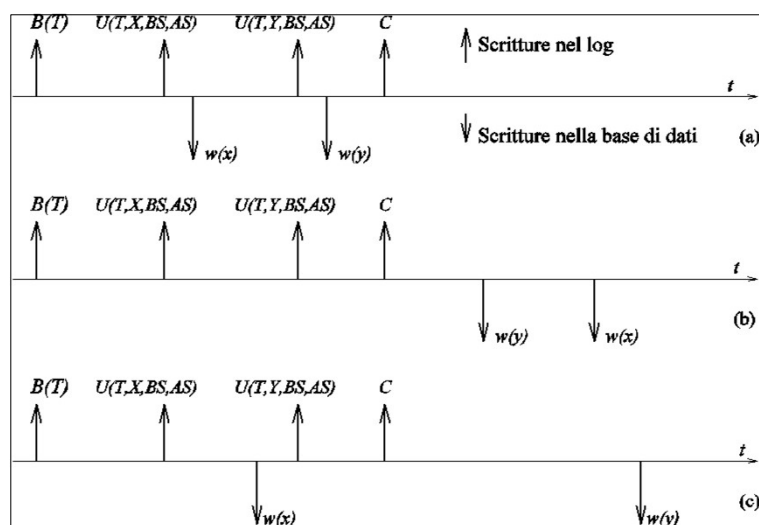 B(T) U(T,X,BS,AS) U(T,Y,BS,AS) C
Scritture nel log
t
Scritture nella base di dati (a)
w(x) w(y)
B(T) U(T,X,BS,AS) U(T,Y,BS,AS) C
t
w(y) w(x) (b)
B(T) U(T,X,BS,AS) U(T,Y,BS,AS) C
t
w(x) w(y) (c)